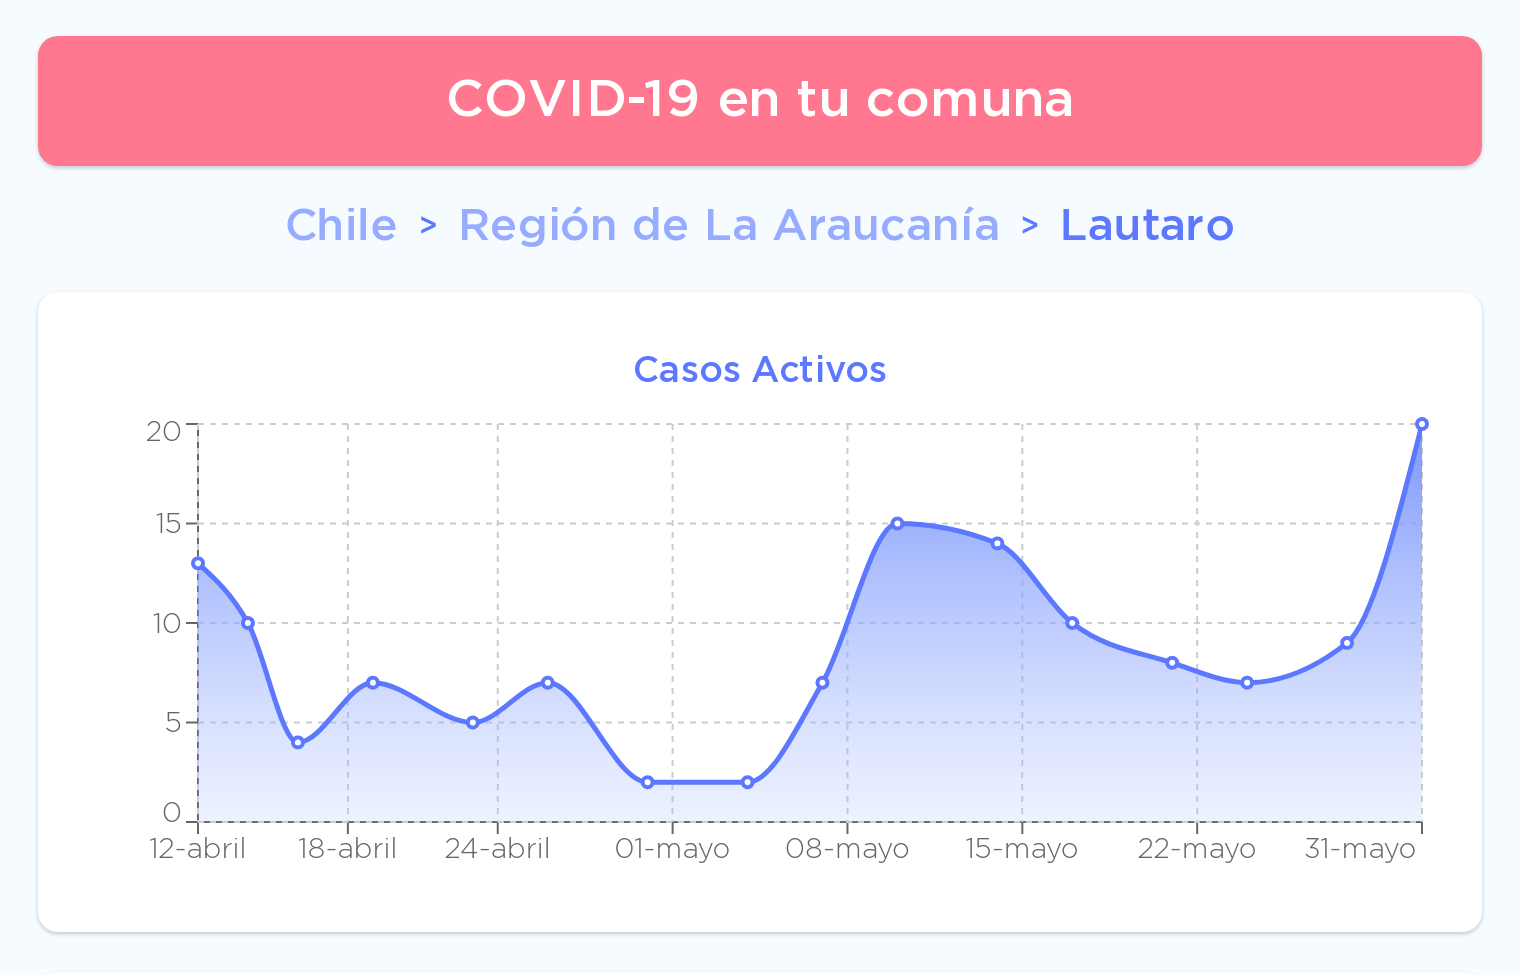 COVID-19 en tu comuna
Chile > Región de La Araucanía > Lautaro
Casos Activos
20
15
10
5
0
12-abril 18-abril 24-abril 01-mayo 08-mayo 15-mayo 22-mayo 31-mayo